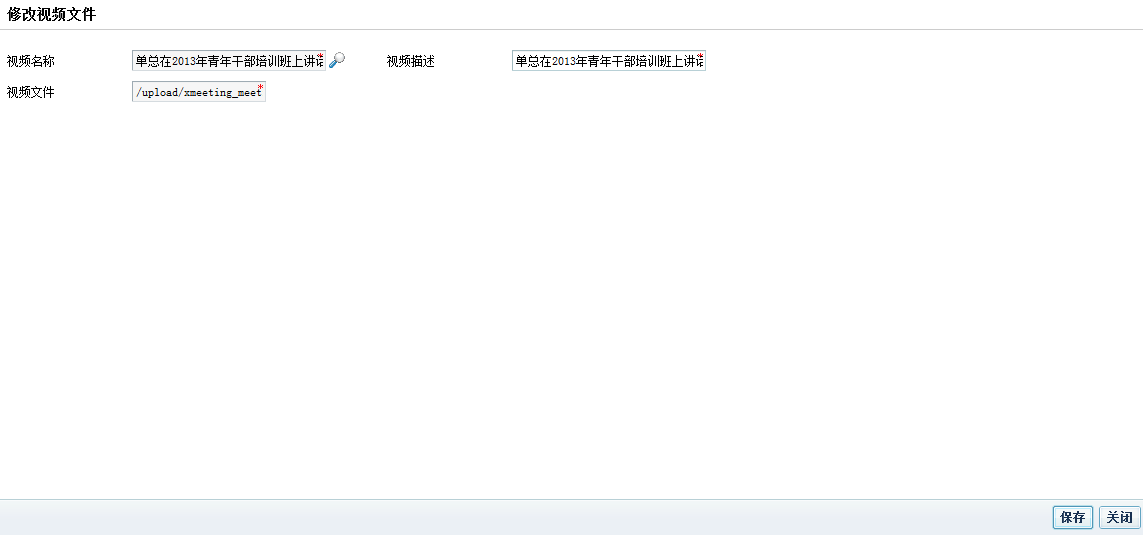 修改视频文件
视频名称 单总在2013年青年干部培训班上讲 * 视频描述 单总在2013年青年干部培训班上讲 *
视频文件 /upload/xmeeting_meet *
保存 关闭